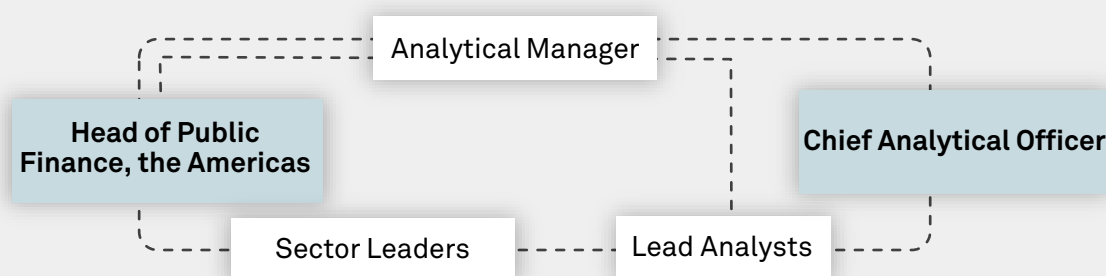 Analytical Manager
Head of Public
Finance, the Americas
Chief Analytical Officer
Sector Leaders
Lead Analysts